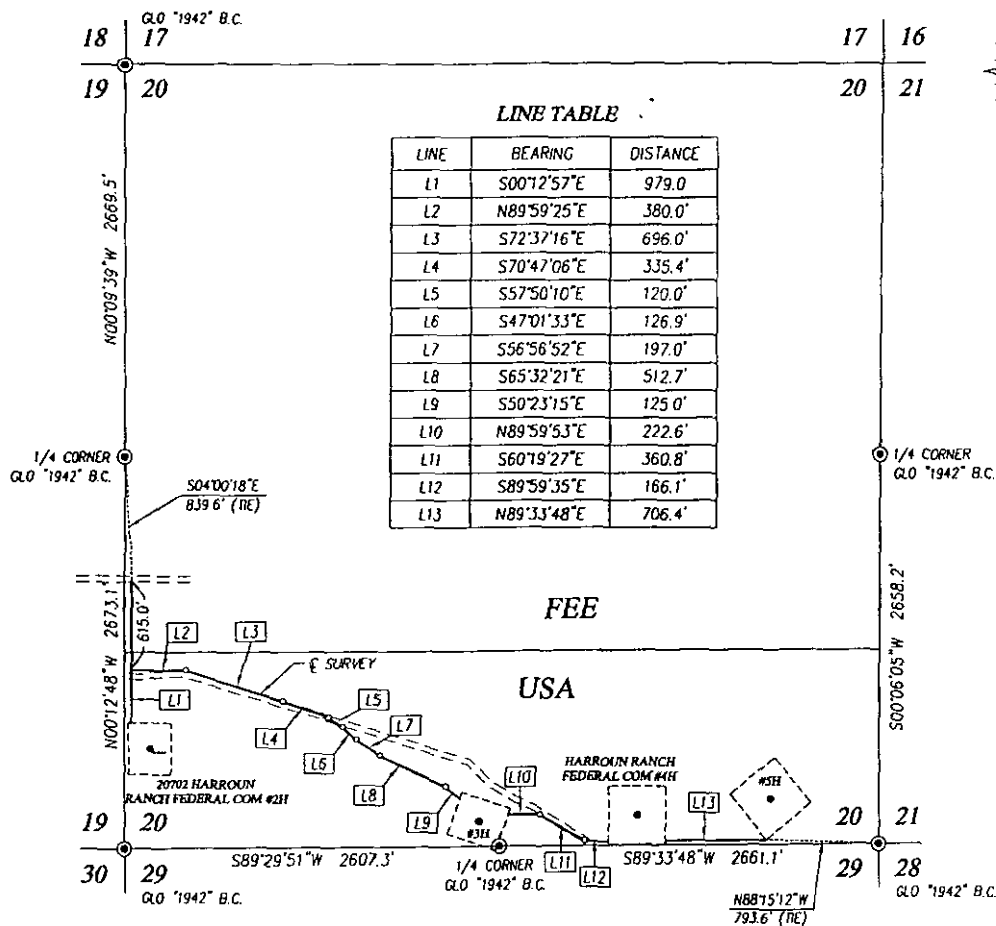 GLO "1942" B.C.
18 17
17 16
19 20
20 21
LINE TABLE
LINE BEARING DISTANCE
L1 S00°12'57"E 979.0
L2 N89°59'25"E 380.0'
L3 S72°37'16"E 696.0'
L4 S70°47'06"E 335.4'
L5 S57°50'10"E 120.0'
L6 S47°01'33"E 126.9'
L7 S56°56'52"E 197.0'
L8 S65°32'21"E 512.7'
L9 S50°23'15"E 125.0'
L10 N89°59'53"E 222.6'
L11 S60°19'27"E 360.8'
L12 S89°59'35"E 166.1'
L13 N89°33'48"E 706.4'
N00°09'39"W 2669.5'
1/4 CORNER
GLO "1942" B.C.
1/4 CORNER
GLO "1942" B.C.
S04°00'18"E
839.6' (TIE)
N00°12'48"W 2673.1'
615.0'
S00°06'05"W 2658.2'
FEE
USA
L2
L3
℄ SURVEY
L1
L4
L5
L6
L7
L8
L9
L10
L11
L12
L13
20702 HARROUN
RANCH FEDERAL COM #2H
HARROUN RANCH
FEDERAL COM #4H
#3H
#5H
19 20
20 21
30 29
29 28
S89°29'51"W 2607.3'
1/4 CORNER
GLO "1942" B.C.
S89°33'48"W 2661.1'
GLO "1942" B.C.
GLO "1942" B.C.
N88°15'12"W
793.6' (TIE)